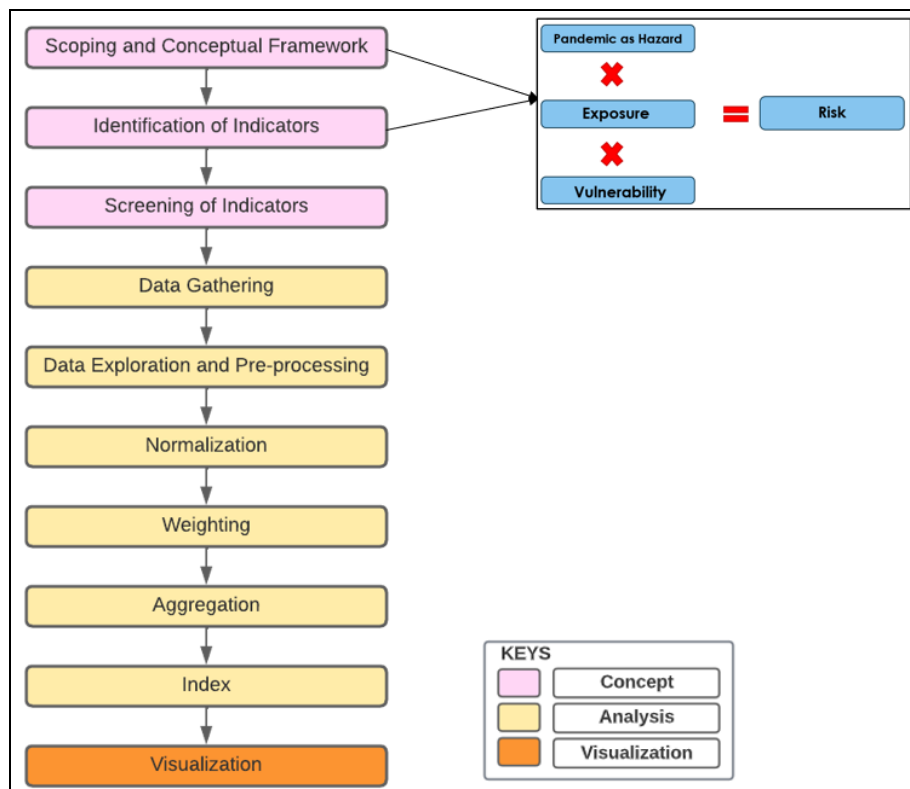 Scoping and Conceptual Framework
Identification of Indicators
Screening of Indicators
Data Gathering
Data Exploration and Pre-processing
Normalization
Weighting
Aggregation
Index
Visualization
Pandemic as Hazard
Exposure
Vulnerability
Risk
KEYS
Concept
Analysis
Visualization